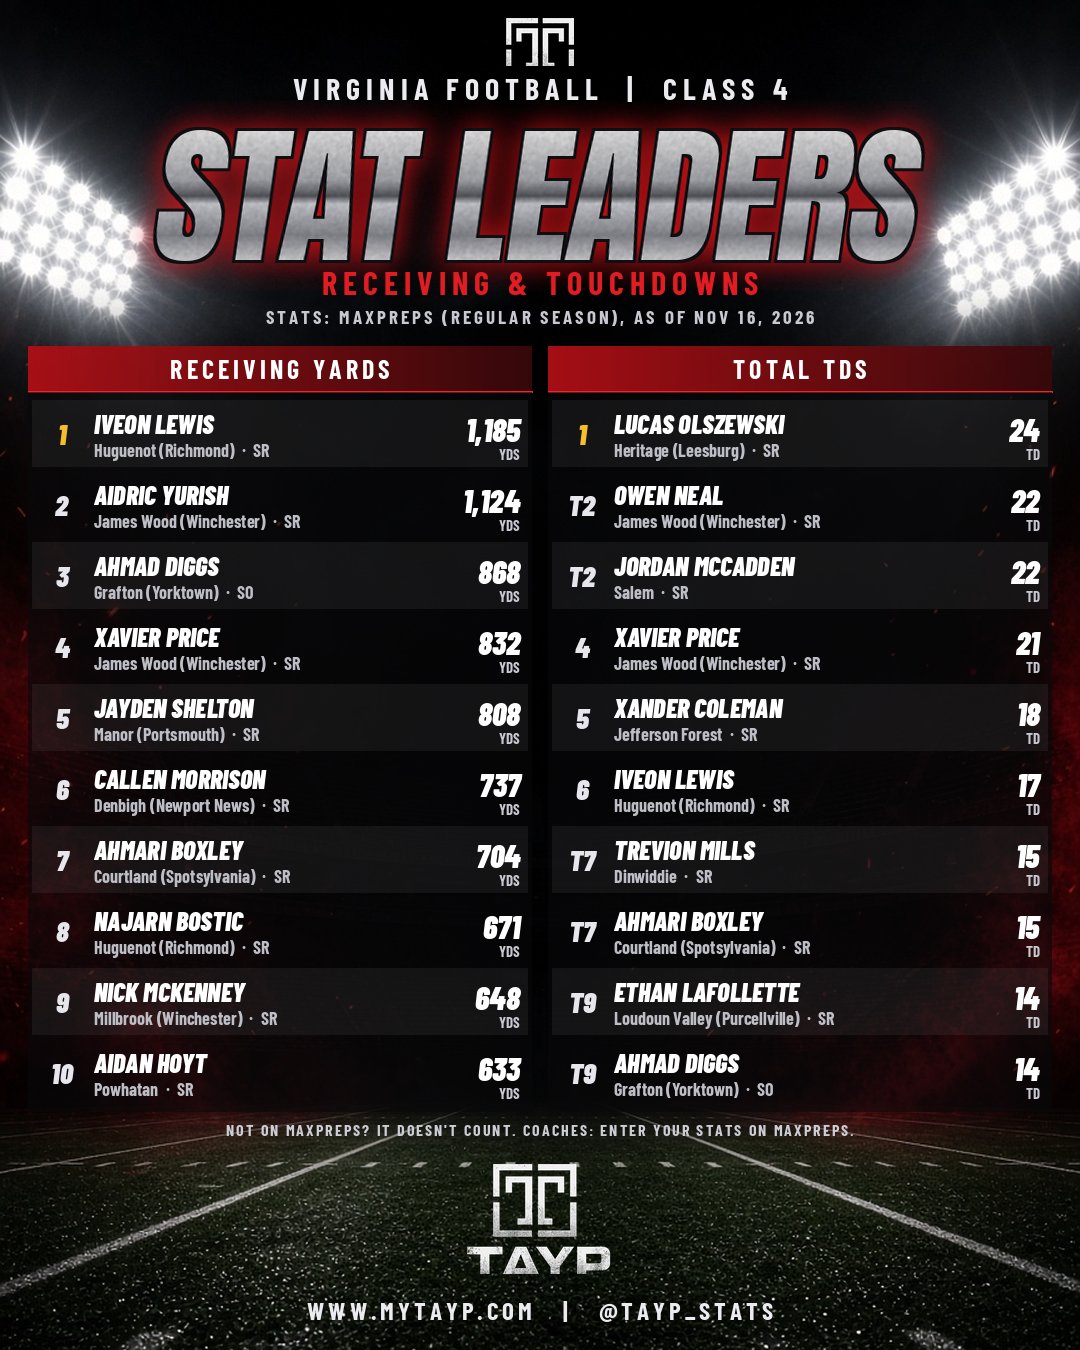 VIRGINIA FOOTBALL | CLASS 4
STAT LEADERS
RECEIVING & TOUCHDOWNS
STATS: MAXPREPS (REGULAR SEASON), AS OF NOV 16, 2026
RECEIVING YARDS
1 IVEON LEWIS 1,185
Huguenot (Richmond) · SR YDS
2 AIDRIC YURISH 1,124
James Wood (Winchester) · SR YDS
3 AHMAD DIGGS 868
Grafton (Yorktown) · SO YDS
4 XAVIER PRICE 832
James Wood (Winchester) · SR YDS
5 JAYDEN SHELTON 808
Manor (Portsmouth) · SR YDS
6 CALLEN MORRISON 737
Denbigh (Newport News) · SR YDS
7 AHMARI BOXLEY 704
Courtland (Spotsylvania) · SR YDS
8 NAJARN BOSTIC 671
Huguenot (Richmond) · SR YDS
9 NICK MCKENNEY 648
Millbrook (Winchester) · SR YDS
10 AIDAN HOYT 633
Powhatan · SR YDS
TOTAL TDS
1 LUCAS OLSZEWSKI 24
Heritage (Leesburg) · SR TD
T2 OWEN NEAL 22
James Wood (Winchester) · SR TD
T2 JORDAN MCCADDEN 22
Salem · SR TD
4 XAVIER PRICE 21
James Wood (Winchester) · SR TD
5 XANDER COLEMAN 18
Jefferson Forest · SR TD
6 IVEON LEWIS 17
Huguenot (Richmond) · SR TD
T7 TREVION MILLS 15
Dinwiddie · SR TD
T7 AHMARI BOXLEY 15
Courtland (Spotsylvania) · SR TD
T9 ETHAN LAFOLLETTE 14
Loudoun Valley (Purcellville) · SR TD
T9 AHMAD DIGGS 14
Grafton (Yorktown) · SO TD
NOT ON MAXPREPS? IT DOESN'T COUNT. COACHES: ENTER YOUR STATS ON MAXPREPS.
TAYP
WWW.MYTAYP.COM | @TAYP_STATS